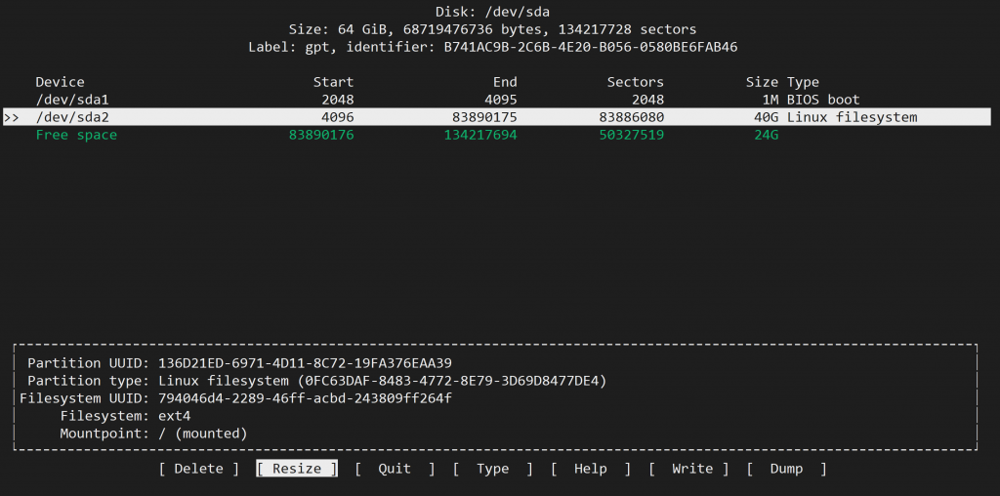 Disk: /dev/sda
Size: 64 GiB, 68719476736 bytes, 134217728 sectors
Label: gpt, identifier: B741AC9B-2C6B-4E20-B056-0580BE6FAB46
Device Start End Sectors Size Type
/dev/sda1 2048 4095 2048 1M BIOS boot
>> /dev/sda2 4096 83890175 83886080 40G Linux filesystem
Free space 83890176 134217694 50327519 24G
Partition UUID: 136D21ED-6971-4D11-8C72-19FA376EAA39
Partition type: Linux filesystem (0FC63DAF-8483-4772-8E79-3D69D8477DE4)
Filesystem UUID: 794046d4-2289-46ff-acbd-243809ff264f
Filesystem: ext4
Mountpoint: / (mounted)
[ Delete ] [ Resize ] [ Quit ] [ Type ] [ Help ] [ Write ] [ Dump ]